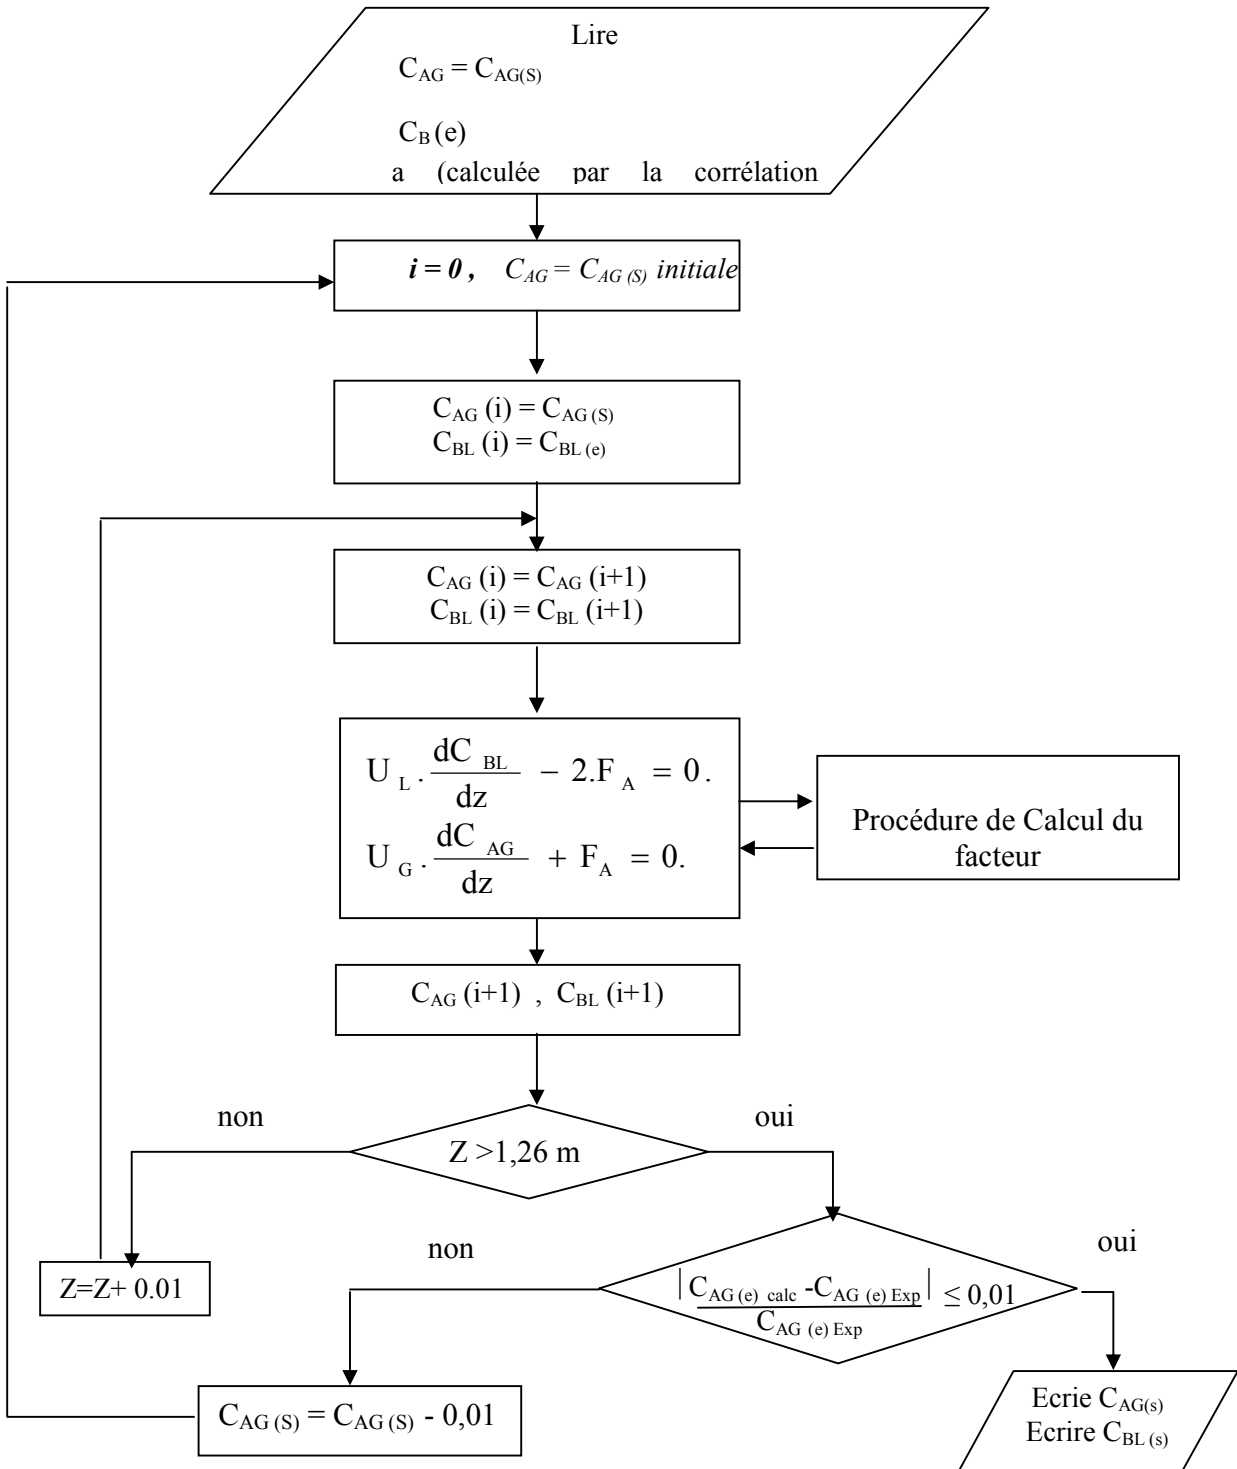 Lire
C_AG = C_AG(S)
C_B (e)
a (calculée par la corrélation
i = 0 , C_AG = C_AG (S) initiale
C_AG (i) = C_AG (S)
C_BL (i) = C_BL (e)
C_AG (i) = C_AG (i+1)
C_BL (i) = C_BL (i+1)
U_L . dC_BL / dz − 2.F_A = 0.
U_G . dC_AG / dz + F_A = 0.
Procédure de Calcul du
facteur
C_AG (i+1) , C_BL (i+1)
non
oui
Z >1,26 m
non
oui
Z=Z+ 0.01
| C_AG (e) calc - C_AG (e) Exp | / C_AG (e) Exp ≤ 0,01
C_AG (S) = C_AG (S) - 0,01
Ecrie C_AG(s)
Ecrire C_BL (s)